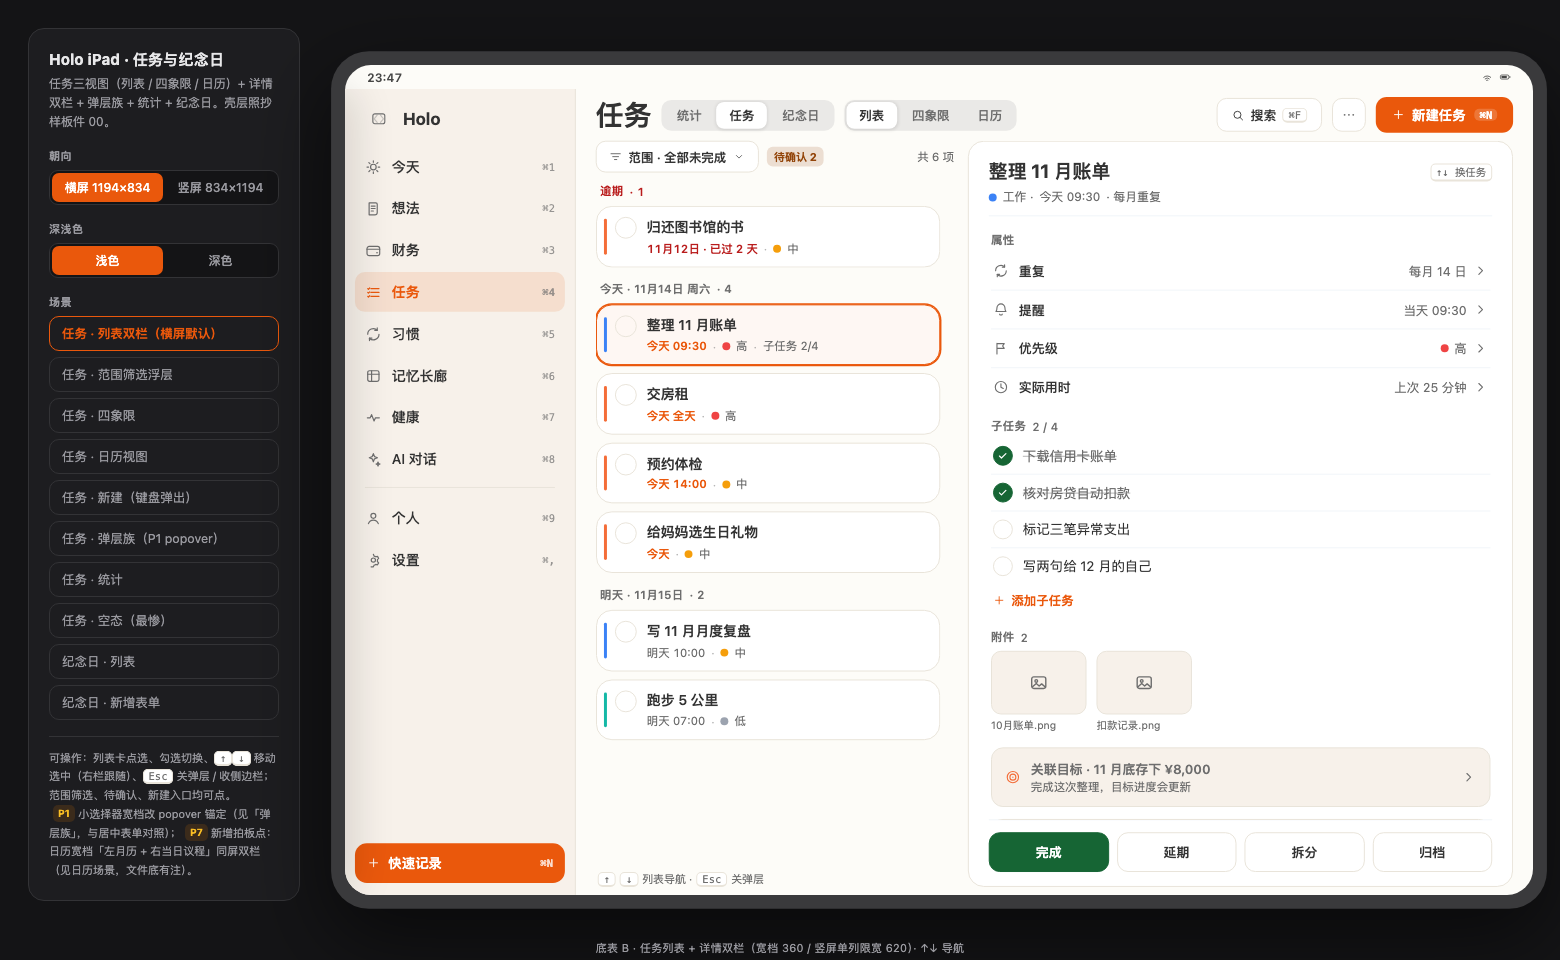 Holo iPad · 任务与纪念日
任务三视图（列表 / 四象限 / 日历）+ 详情
双栏 + 弹层族 + 统计 + 纪念日。壳层照抄
样板件 00。
朝向
横屏 1194×834
竖屏 834×1194
深浅色
浅色
深色
场景
任务 · 列表双栏（横屏默认）
任务 · 范围筛选浮层
任务 · 四象限
任务 · 日历视图
任务 · 新建（键盘弹出）
任务 · 弹层族（P1 popover）
任务 · 统计
任务 · 空态（最惨）
纪念日 · 列表
纪念日 · 新增表单
可操作：列表卡点选、勾选切换、↑ ↓ 移动
选中（右栏跟随）、Esc 关弹层 / 收侧边栏；
范围筛选、待确认、新建入口均可点。
P1 小选择器宽档改 popover 锚定（见「弹
层族」，与居中表单对照）； P7 新增拍板点：
日历宽档「左月历 + 右当日议程」同屏双栏
（见日历场景，文件底有注）。
23:47
Holo
今天 ⌘1
想法 ⌘2
财务 ⌘3
任务 ⌘4
习惯 ⌘5
记忆长廊 ⌘6
健康 ⌘7
AI 对话 ⌘8
个人 ⌘9
设置 ⌘,
+ 快速记录 ⌘N
任务
统计 任务 纪念日
列表 四象限 日历
搜索 ⌘F
···
+ 新建任务 ⌘N
范围 · 全部未完成
待确认 2
共 6 项
逾期 · 1
归还图书馆的书
11月12日 · 已过 2 天 · 中
今天 · 11月14日 周六 · 4
整理 11 月账单
今天 09:30 · 高 · 子任务 2/4
交房租
今天 全天 · 高
预约体检
今天 14:00 · 中
给妈妈选生日礼物
今天 · 中
明天 · 11月15日 · 2
写 11 月月度复盘
明天 10:00 · 中
跑步 5 公里
明天 07:00 · 低
↑ ↓ 列表导航 · Esc 关弹层
整理 11 月账单
↑↓ 换任务
工作 · 今天 09:30 · 每月重复
属性
重复 每月 14 日
提醒 当天 09:30
优先级 高
实际用时 上次 25 分钟
子任务 2 / 4
下载信用卡账单
核对房贷自动扣款
标记三笔异常支出
写两句给 12 月的自己
+ 添加子任务
附件 2
10月账单.png
扣款记录.png
关联目标 · 11 月底存下 ¥8,000
完成这次整理，目标进度会更新
完成
延期
拆分
归档
底表 B · 任务列表 + 详情双栏（宽档 360 / 竖屏单列限宽 620）· ↑↓ 导航